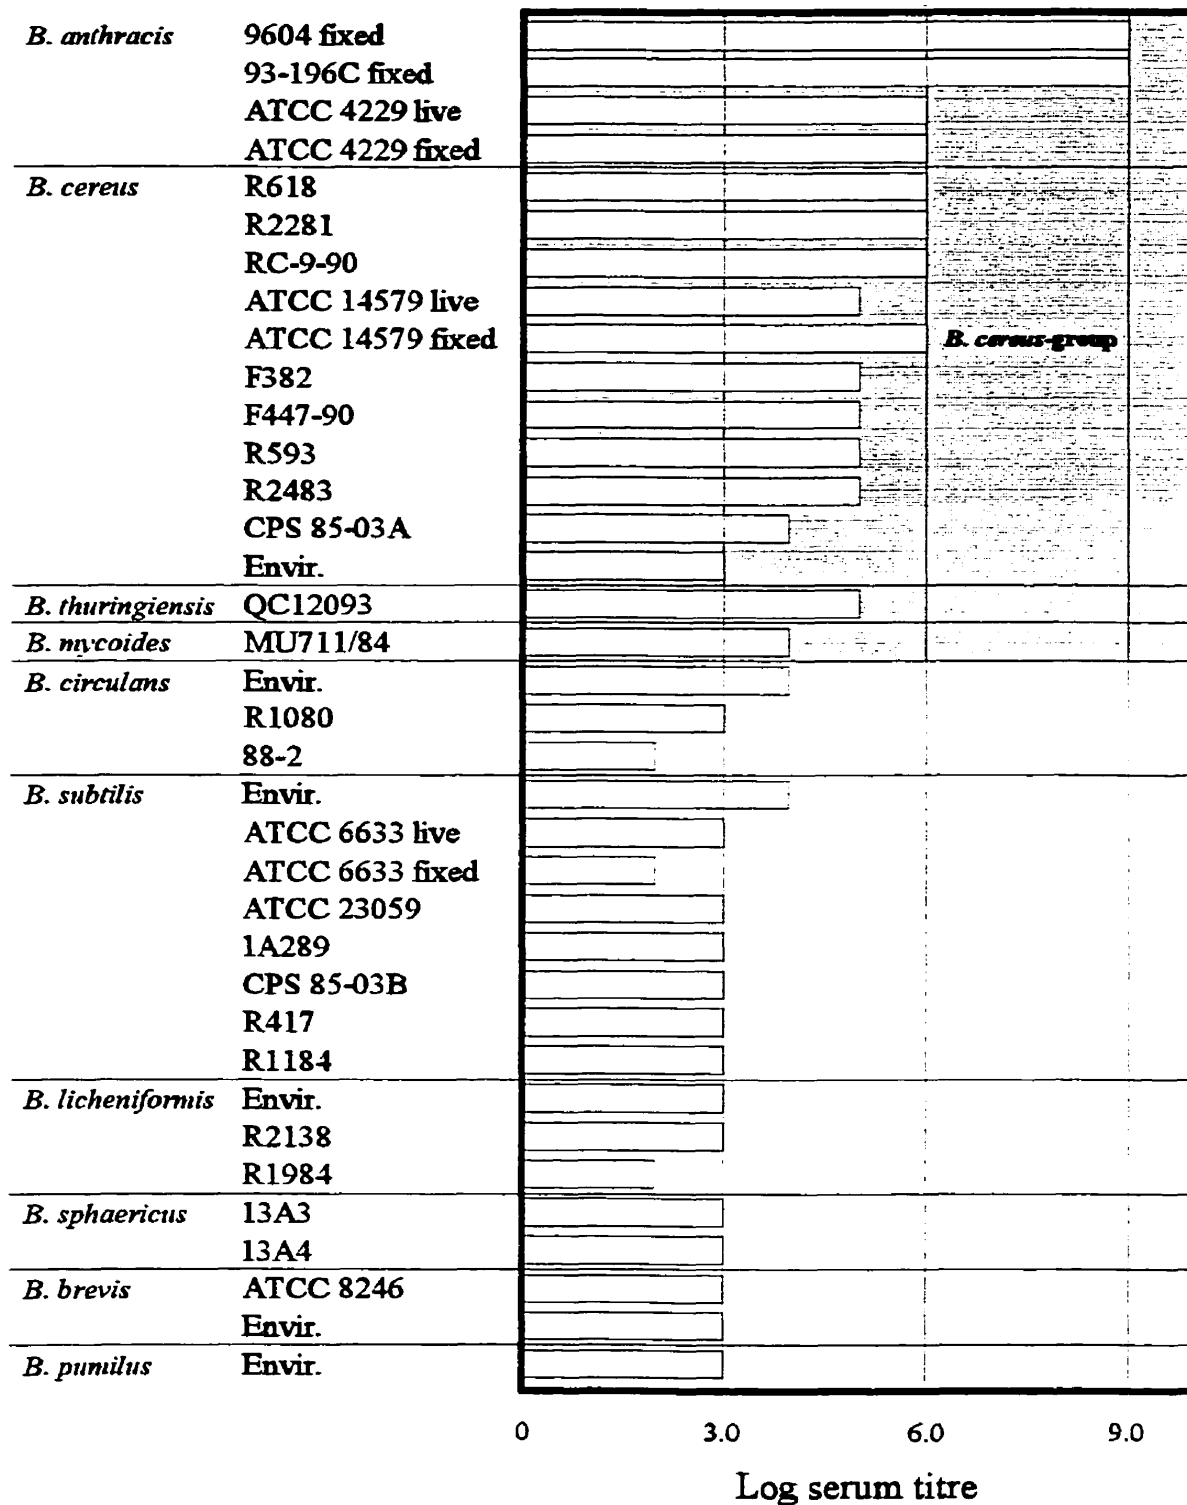 B. anthracis 9604 fixed
93-196C fixed
ATCC 4229 live
ATCC 4229 fixed
B. cereus R618
R2281
RC-9-90
ATCC 14579 live
ATCC 14579 fixed B. cereus-group
F382
F447-90
R593
R2483
CPS 85-03A
Envir.
B. thuringiensis QC12093
B. mycoides MU711/84
B. circulans Envir.
R1080
88-2
B. subtilis Envir.
ATCC 6633 live
ATCC 6633 fixed
ATCC 23059
1A289
CPS 85-03B
R417
R1184
B. licheniformis Envir.
R2138
R1984
B. sphaericus 13A3
13A4
B. brevis ATCC 8246
Envir.
B. pumilus Envir.
0 3.0 6.0 9.0
Log serum titre